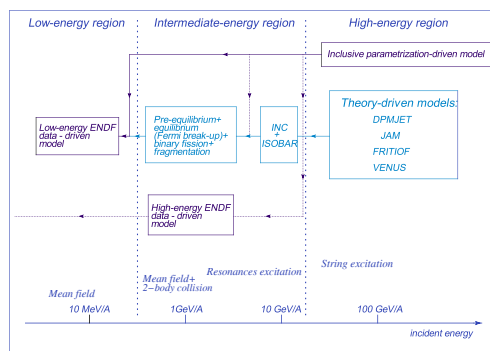 Low-energy region
Intermediate-energy region
High-energy region
Inclusive parametrization-driven model
Theory-driven models:
DPMJET
JAM
FRITIOF
VENUS
Pre-equilibrium+
equilibrium
(Fermi break-up)+
binary fission+
fragmentation
INC
+
ISOBAR
Low-energy ENDF
data - driven
model
High-energy ENDF
data - driven
model
String excitation
Resonances excitation
Mean field+
2-body collision
Mean field
10 MeV/A
1GeV/A
10 GeV/A
100 GeV/A
incident energy